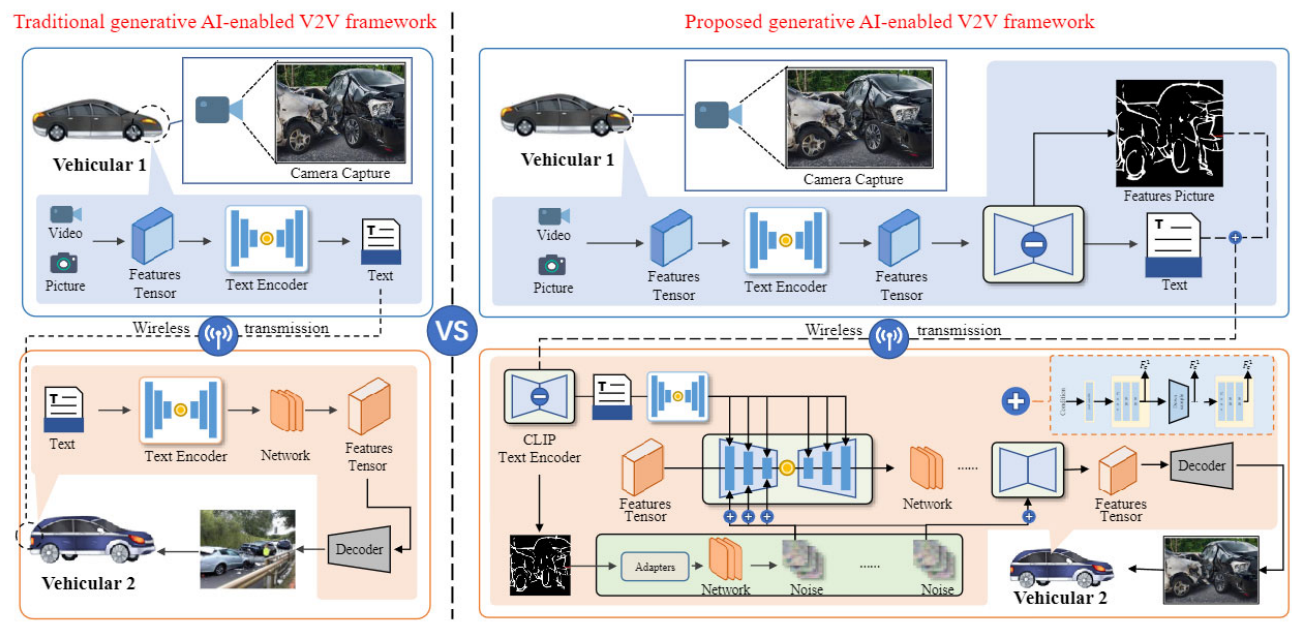 Traditional generative AI-enabled V2V framework
Vehicular 1
Camera Capture
Video
Picture
Features
Tensor
Text Encoder
T
Text
Wireless
transmission
T
Text
Text Encoder
Network
Features
Tensor
Decoder
Vehicular 2
VS
Proposed generative AI-enabled V2V framework
Vehicular 1
Camera Capture
Features Picture
Video
Picture
Features
Tensor
Text Encoder
Features
Tensor
T
Text
Wireless
transmission
CLIP
Text Encoder
T
Condition
Features
Tensor
Network
......
Features
Tensor
Decoder
Adapters
Network
Noise
......
Noise
Vehicular 2